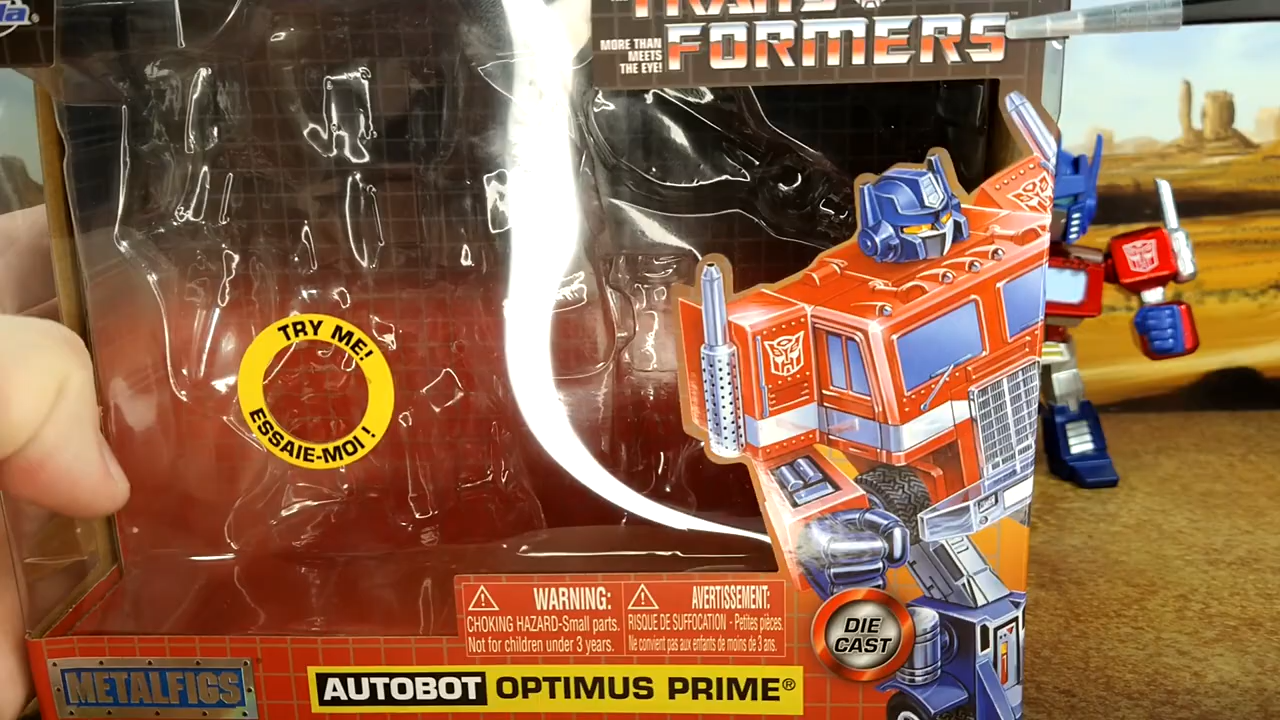 TRANS
FORMERS
MORE THAN
MEETS
THE EYE!
TRY ME!
ESSAIE-MOI !
WARNING:
CHOKING HAZARD-Small parts.
Not for children under 3 years.
AVERTISSEMENT:
RISQUE DE SUFFOCATION - Petites pièces.
Ne convient pas aux enfants de moins de 3 ans.
DIE
CAST
METALFIGS
AUTOBOT OPTIMUS PRIME®